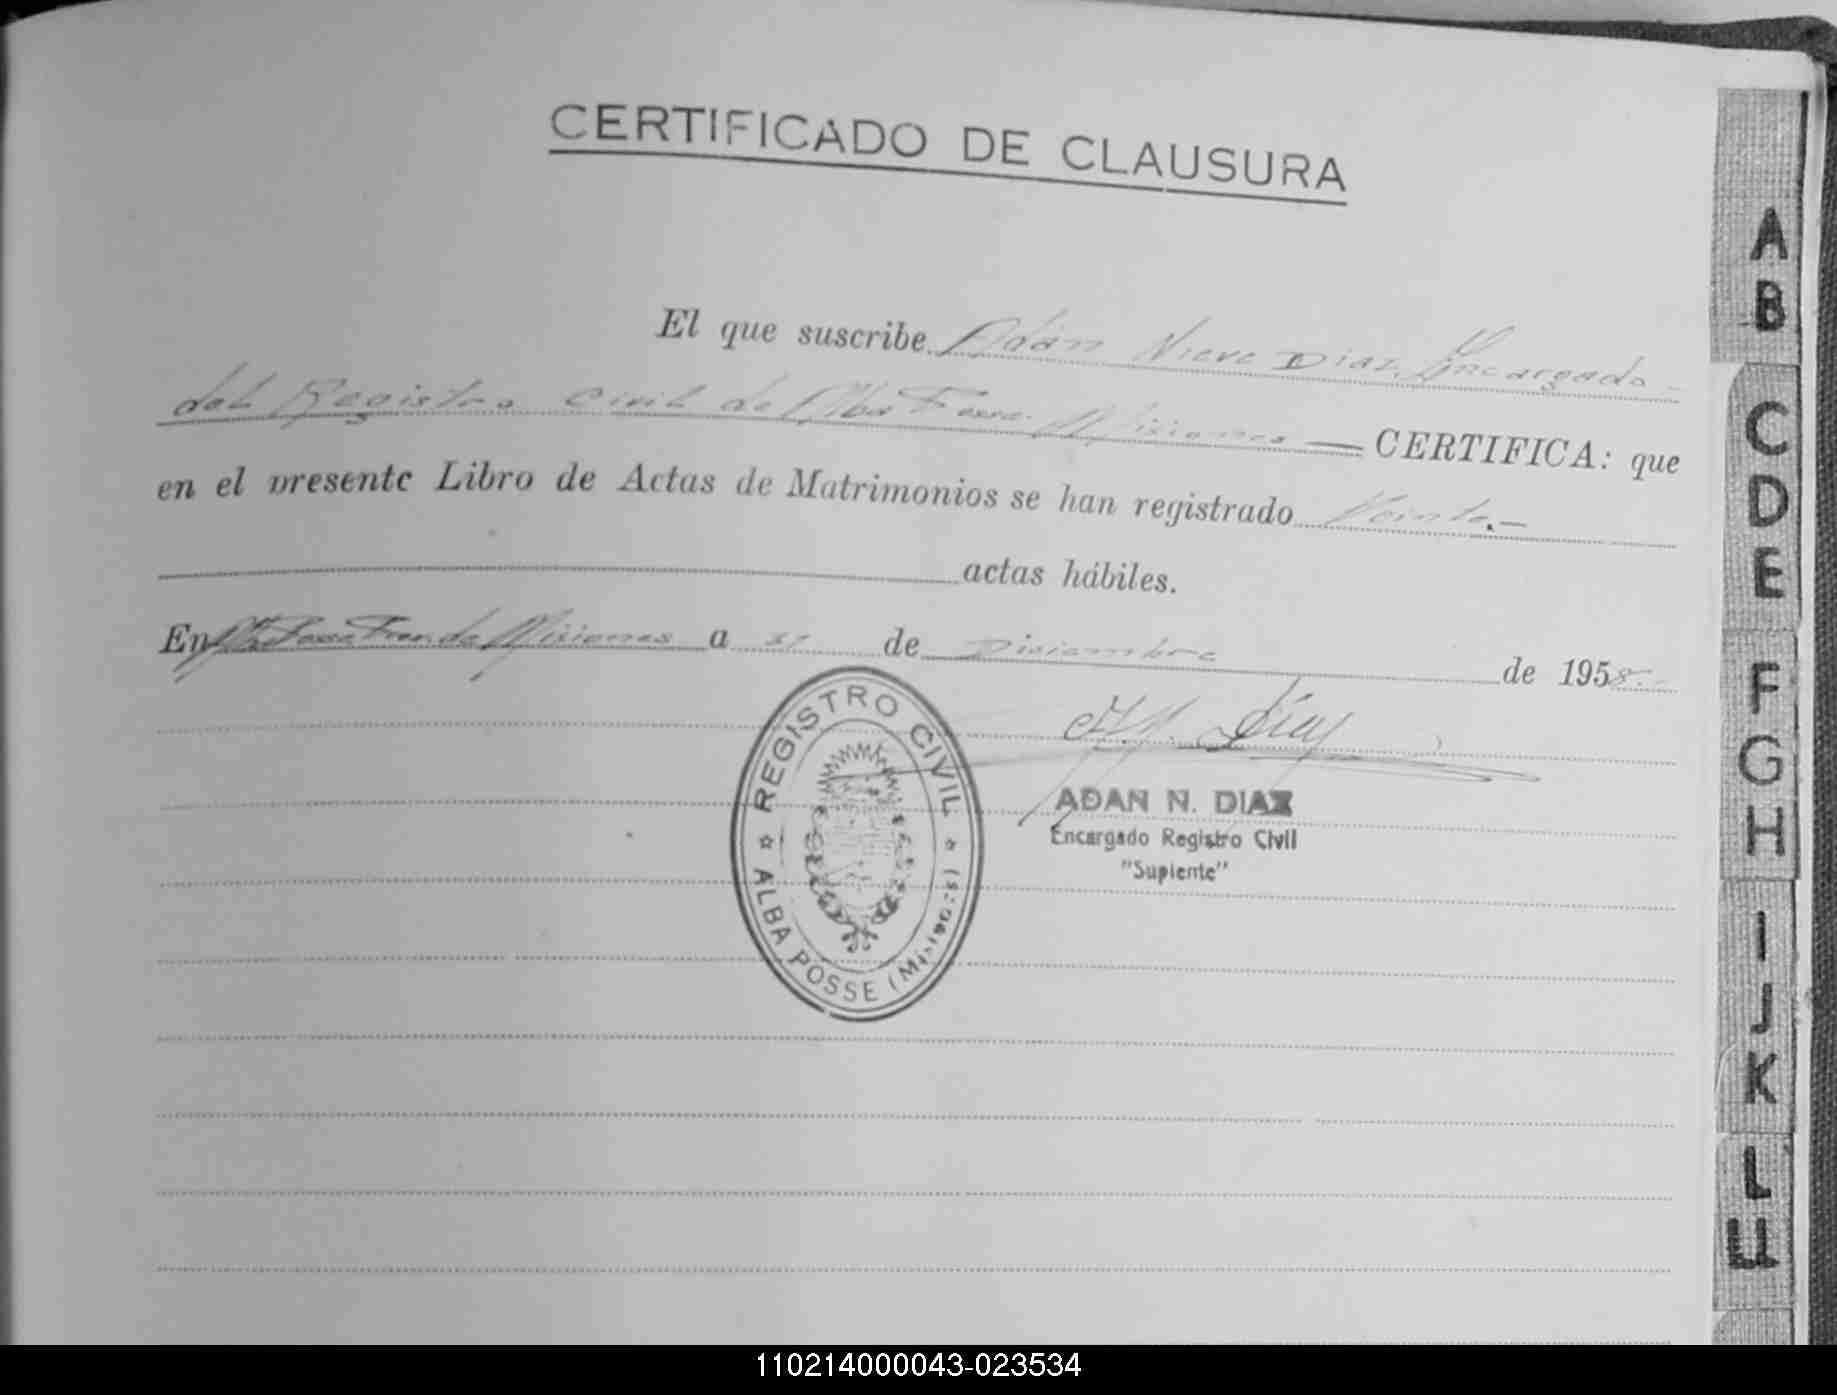 CERTIFICADO DE CLAUSURA
El que suscribe Adán Nieve Diaz, Encargado
del Registro Civil de Alba Posse. Misiones — CERTIFICA: que
en el presente Libro de Actas de Matrimonios se han registrado Veinte.—
actas hábiles.
En Alba Posse Misiones a 31 de Diciembre de 1958.-
REGISTRO CIVIL
ALBA POSSE (Misiones)
Diaz
ADAN N. DIAZ
Encargado Registro Civil
"Suplente"
A
B
C
D
E
F
G
H
I
J
K
L
LL
110214000043-023534